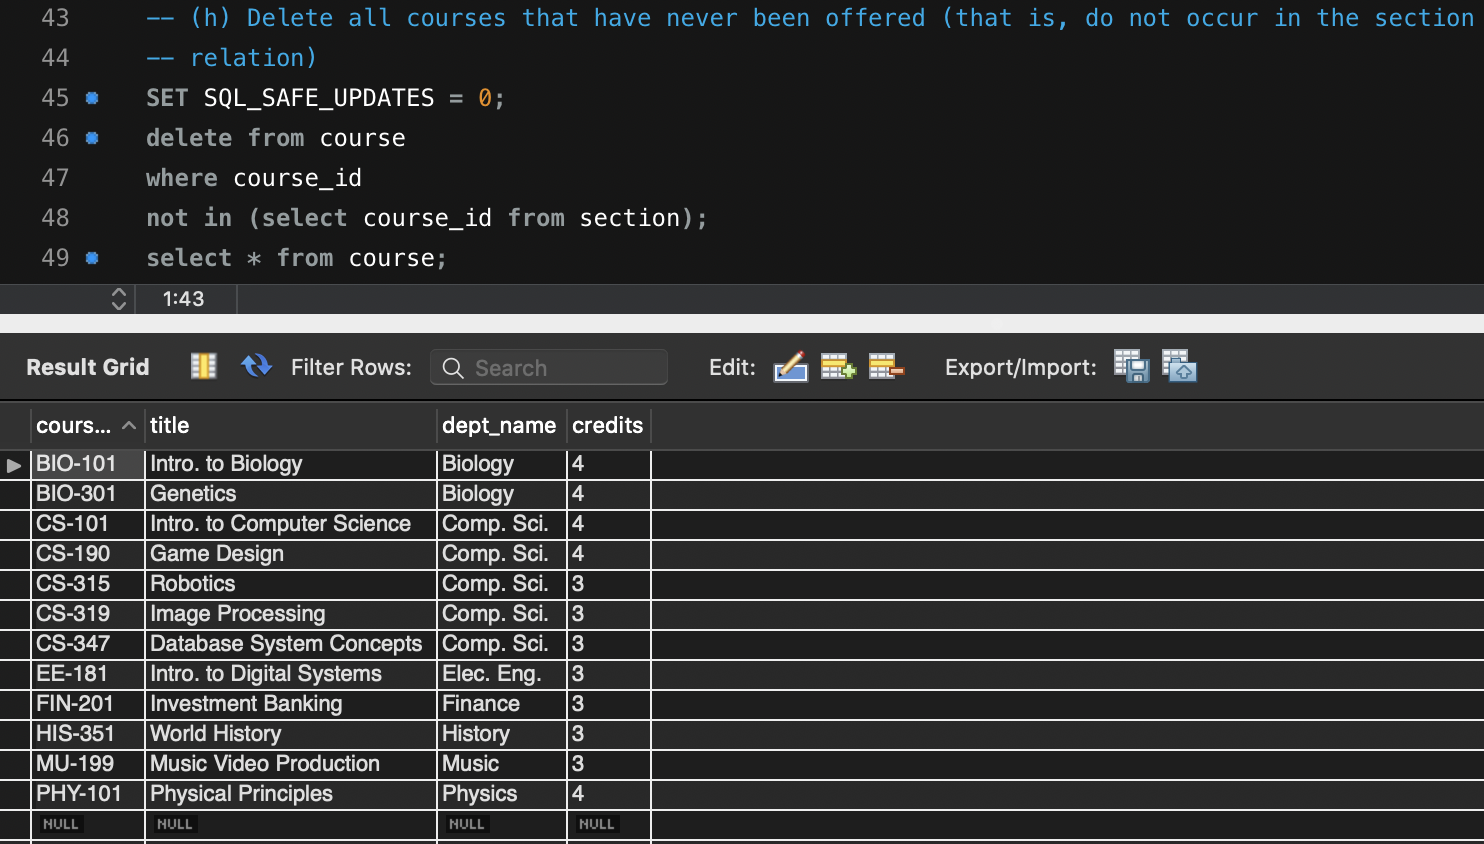 43 -- (h) Delete all courses that have never been offered (that is, do not occur in the section
44 -- relation)
45 SET SQL_SAFE_UPDATES = 0;
46 delete from course
47 where course_id
48 not in (select course_id from section);
49 select * from course;
1:43
Result Grid Filter Rows: Search Edit: Export/Import:
cours... title dept_name credits
BIO-101 Intro. to Biology Biology 4
BIO-301 Genetics Biology 4
CS-101 Intro. to Computer Science Comp. Sci. 4
CS-190 Game Design Comp. Sci. 4
CS-315 Robotics Comp. Sci. 3
CS-319 Image Processing Comp. Sci. 3
CS-347 Database System Concepts Comp. Sci. 3
EE-181 Intro. to Digital Systems Elec. Eng. 3
FIN-201 Investment Banking Finance 3
HIS-351 World History History 3
MU-199 Music Video Production Music 3
PHY-101 Physical Principles Physics 4
NULL NULL NULL NULL